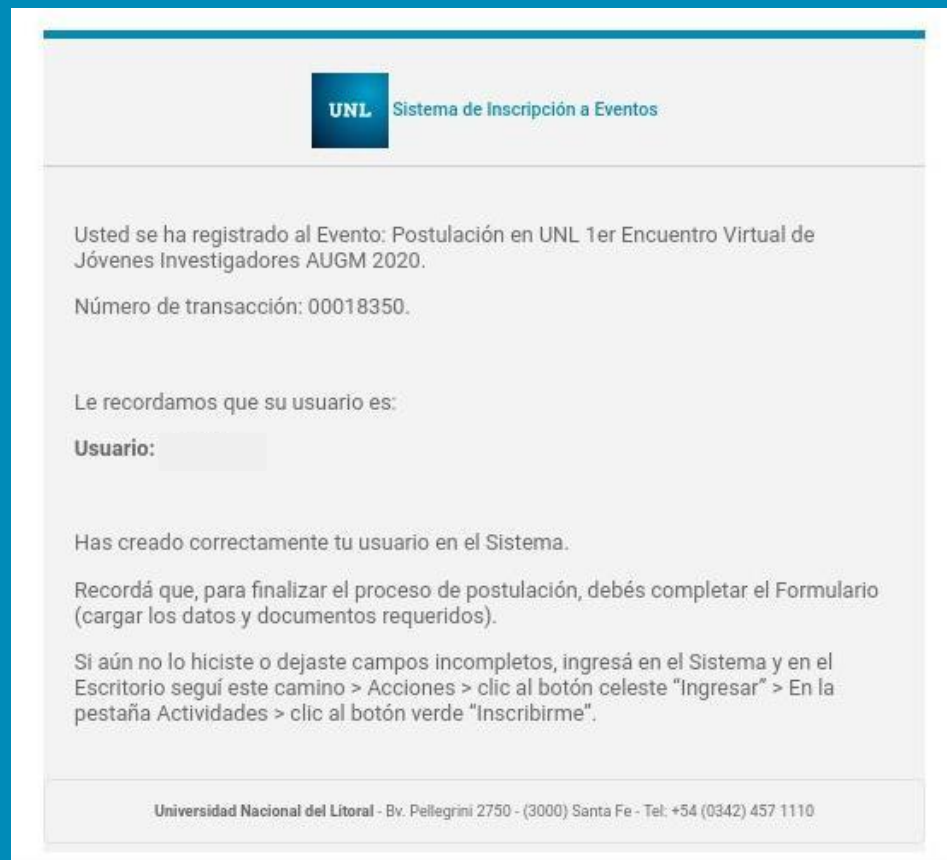 UNL Sistema de Inscripción a Eventos
Usted se ha registrado al Evento: Postulación en UNL 1er Encuentro Virtual de
Jóvenes Investigadores AUGM 2020.
Número de transacción: 00018350.
Le recordamos que su usuario es:
Usuario:
Has creado correctamente tu usuario en el Sistema.
Recordá que, para finalizar el proceso de postulación, debés completar el Formulario
(cargar los datos y documentos requeridos).
Si aún no lo hiciste o dejaste campos incompletos, ingresá en el Sistema y en el
Escritorio seguí este camino > Acciones > clic al botón celeste “Ingresar” > En la
pestaña Actividades > clic al botón verde “Inscribirme”.
Universidad Nacional del Litoral - Bv. Pellegrini 2750 - (3000) Santa Fe - Tel: +54 (0342) 457 1110